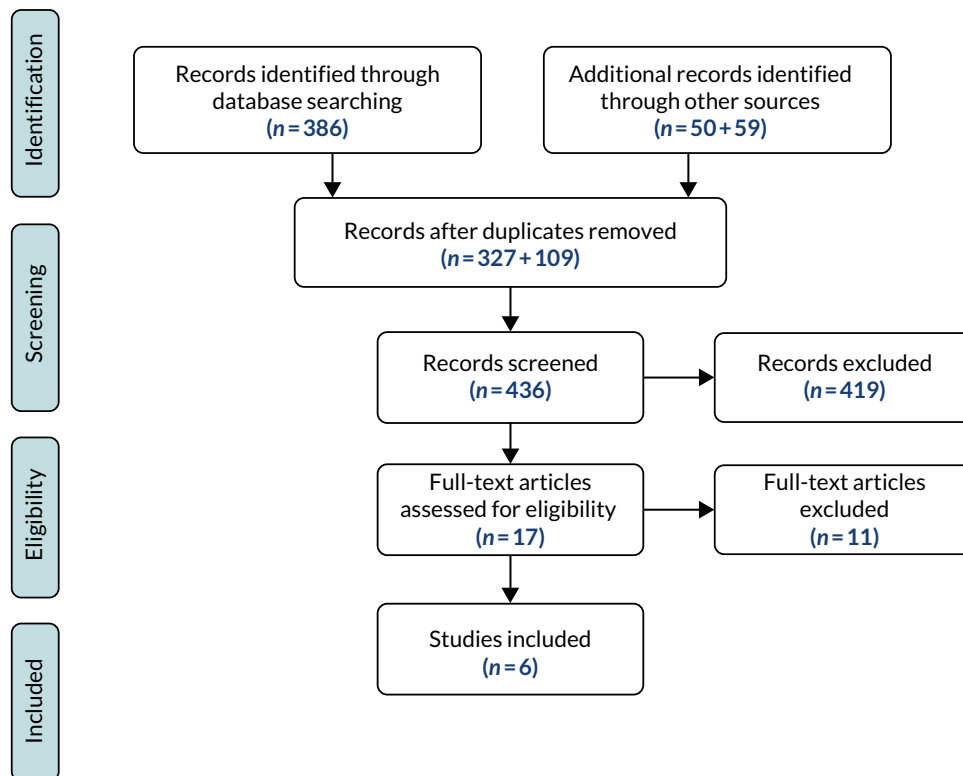 Identification
Records identified through
database searching
(n=386)
Additional records identified
through other sources
(n=50+59)
Records after duplicates removed
(n=327+109)
Screening
Records screened
(n=436)
Records excluded
(n=419)
Eligibility
Full-text articles
assessed for eligibility
(n=17)
Full-text articles
excluded
(n=11)
Included
Studies included
(n=6)